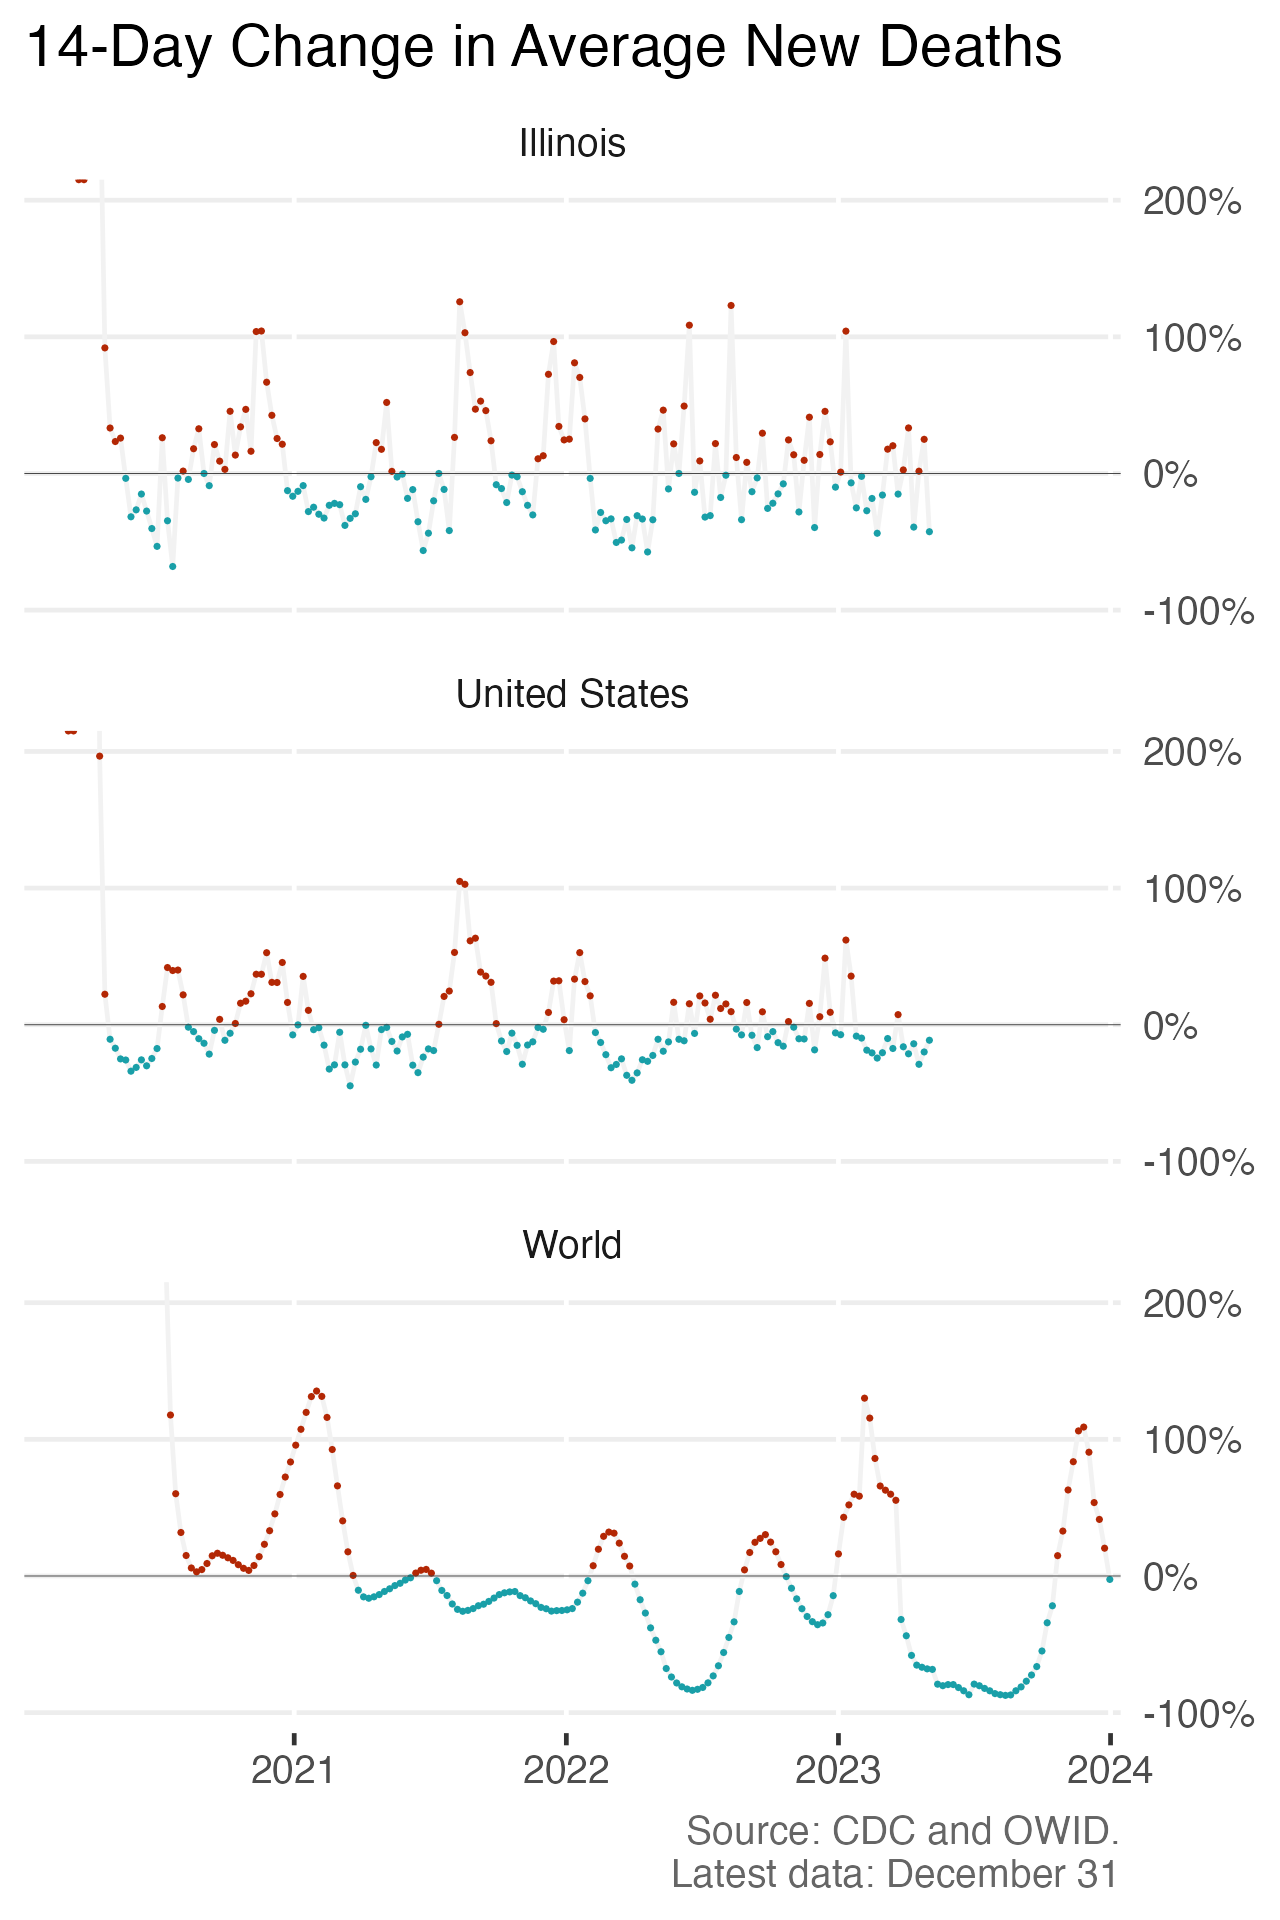 14-Day Change in Average New Deaths
Illinois
200%
100%
0%
-100%
United States
200%
100%
0%
-100%
World
200%
100%
0%
-100%
2021 2022 2023 2024
Source: CDC and OWID.
Latest data: December 31